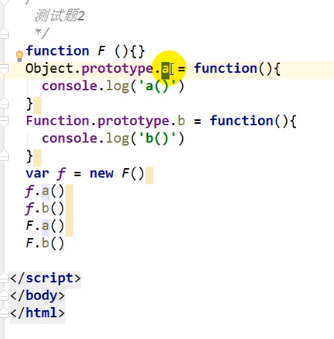 测试题2
*/
function F (){}
Object.prototype.a = function(){
console.log('a()')
}
Function.prototype.b = function(){
console.log('b()')
}
var f = new F()
f.a()
f.b()
F.a()
F.b()
</script>
</body>
</html>